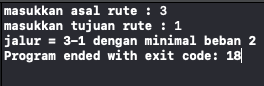 masukkan asal rute : 3
masukkan tujuan rute : 1
jalur = 3-1 dengan minimal beban 2
Program ended with exit code: 18